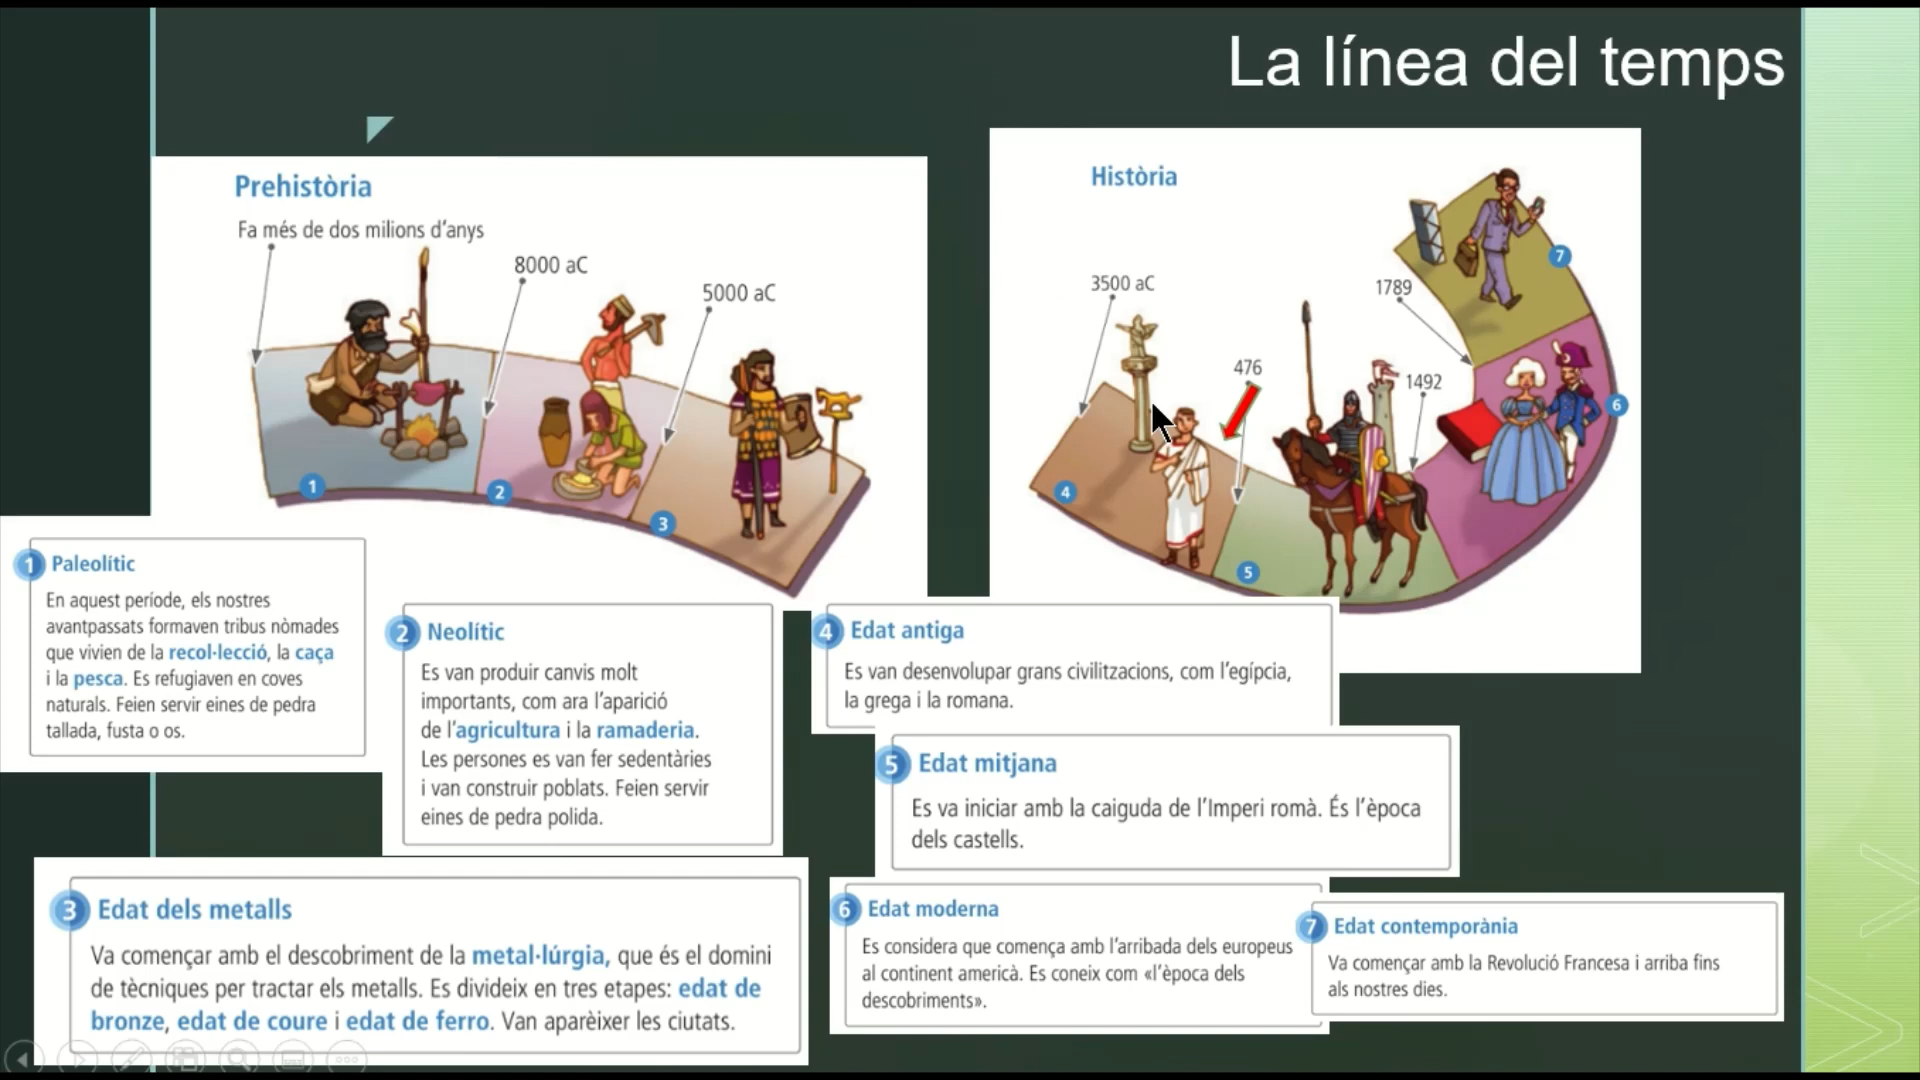 La línea del temps
Prehistòria
Fa més de dos milions d'anys
8000 aC
5000 aC
1
2
3
Història
3500 aC
476
1492
1789
4
5
6
7
1 Paleolític
En aquest període, els nostres
avantpassats formaven tribus nòmades
que vivien de la recol·lecció, la caça
i la pesca. Es refugiaven en coves
naturals. Feien servir eines de pedra
tallada, fusta o os.
2 Neolític
Es van produir canvis molt
importants, com ara l'aparició
de l'agricultura i la ramaderia.
Les persones es van fer sedentàries
i van construir poblats. Feien servir
eines de pedra polida.
3 Edat dels metalls
Va començar amb el descobriment de la metal·lúrgia, que és el domini
de tècniques per tractar els metalls. Es divideix en tres etapes: edat de
bronze, edat de coure i edat de ferro. Van aparèixer les ciutats.
4 Edat antiga
Es van desenvolupar grans civilitzacions, com l'egípcia,
la grega i la romana.
5 Edat mitjana
Es va iniciar amb la caiguda de l'Imperi romà. És l'època
dels castells.
6 Edat moderna
Es considera que comença amb l'arribada dels europeus
al continent americà. Es coneix com «l'època dels
descobriments».
7 Edat contemporània
Va començar amb la Revolució Francesa i arriba fins
als nostres dies.